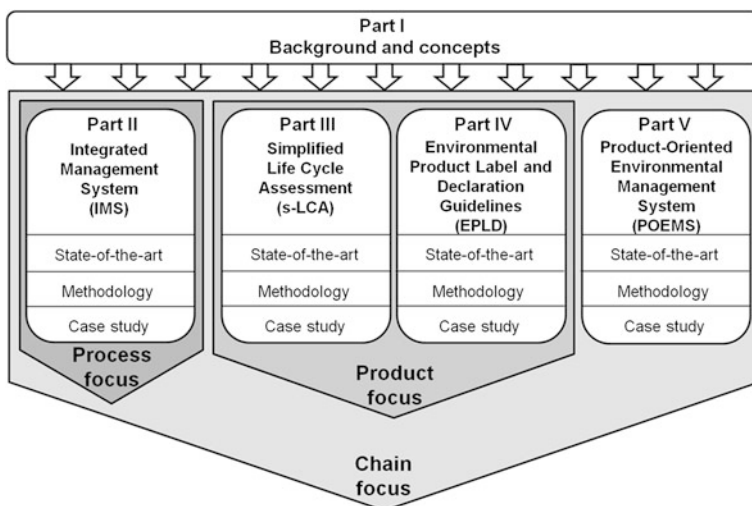 Part I
Background and concepts
Part II
Integrated
Management
System
(IMS)
State-of-the-art
Methodology
Case study
Part III
Simplified
Life Cycle
Assessment
(s-LCA)
State-of-the-art
Methodology
Case study
Part IV
Environmental
Product Label and
Declaration
Guidelines
(EPLD)
State-of-the-art
Methodology
Case study
Part V
Product-Oriented
Environmental
Management
System
(POEMS)
State-of-the-art
Methodology
Case study
Process
focus
Product
focus
Chain
focus